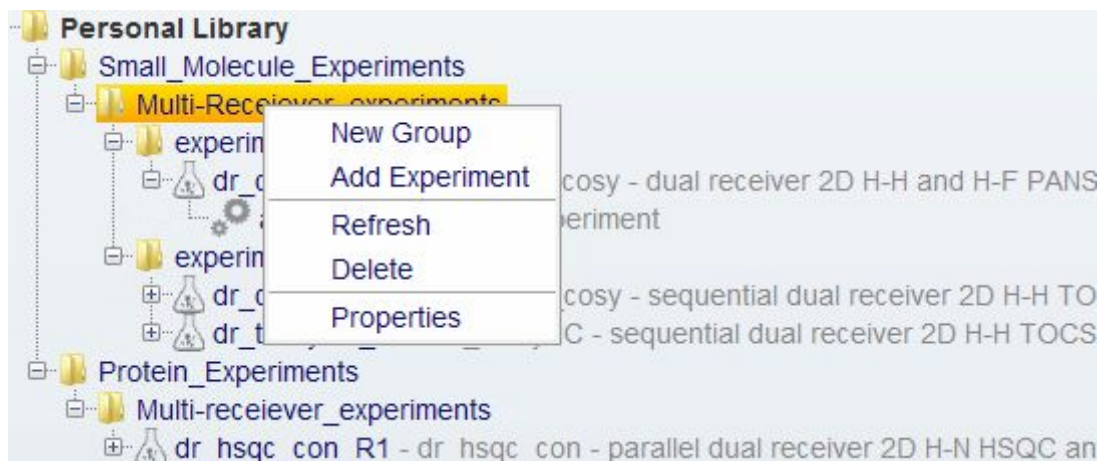 Personal Library
Small_Molecule_Experiments
Multi-Receiever_experiments
New Group
Add Experiment
cosy - dual receiver 2D H-H and H-F PANS
Refresh
Delete
cosy - sequential dual receiver 2D H-H TO
Properties
- sequential dual receiver 2D H-H TOCS
Protein_Experiments
Multi-receiever_experiments
dr_hsqc_con_R1 - dr_hsqc_con - parallel dual receiver 2D H-N HSQC an